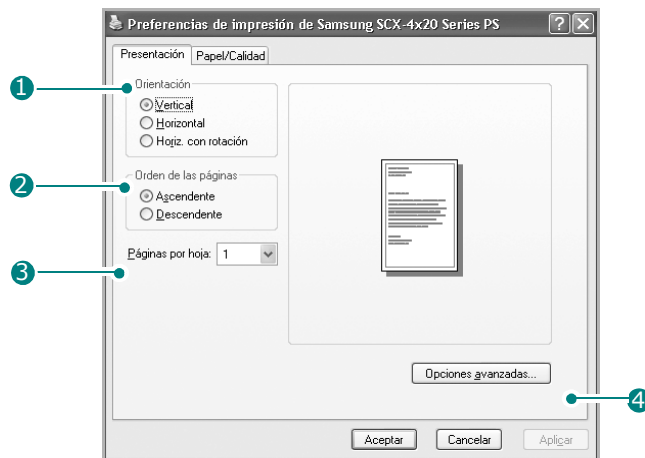 Preferencias de impresión de Samsung SCX-4x20 Series PS
Presentación Papel/Calidad
1
Orientación
Vertical
Horizontal
Horiz. con rotación
2
Orden de las páginas
Ascendente
Descendente
3
Páginas por hoja: 1
Opciones avanzadas...
4
Aceptar Cancelar Aplicar